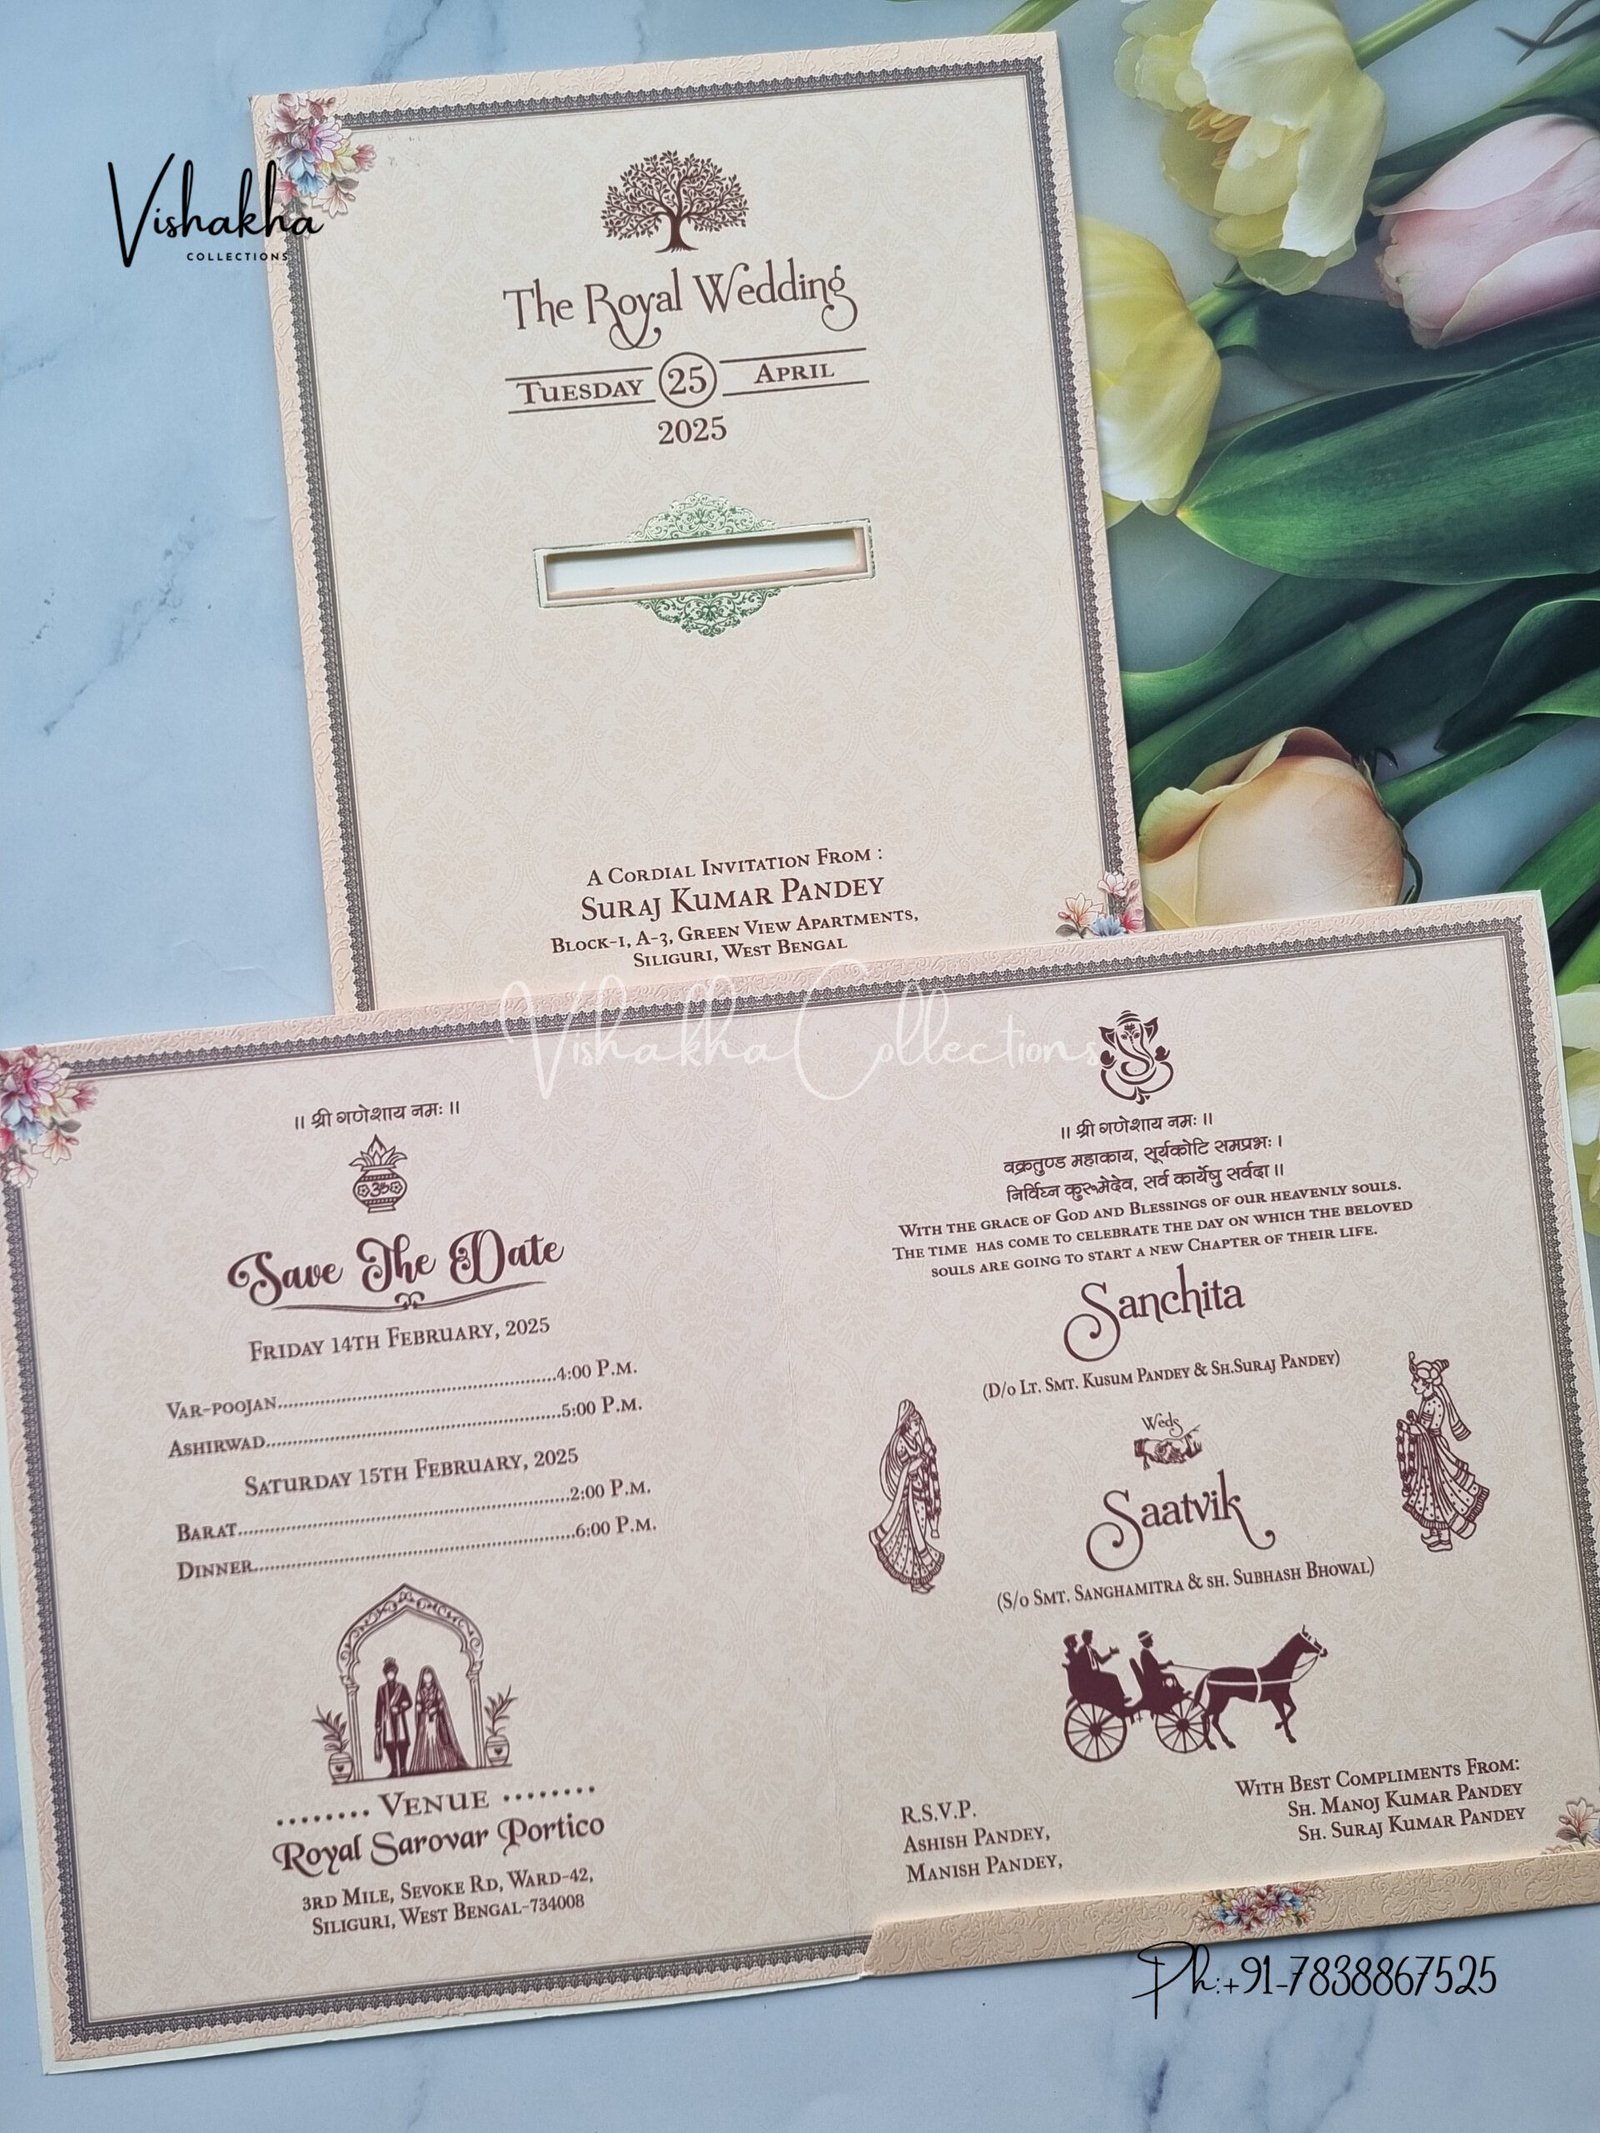 Vishakha
COLLECTIONS
The Royal Wedding
TUESDAY 25 APRIL
2025
A CORDIAL INVITATION FROM :
SURAJ KUMAR PANDEY
BLOCK-1, A-3, GREEN VIEW APARTMENTS,
SILIGURI, WEST BENGAL
Vishakha Collections
॥ श्री गणेशाय नमः ॥
ॐ
Save The Date
FRIDAY 14TH FEBRUARY, 2025
VAR-POOJAN...............4:00 P.M.
ASHIRWAD...............5:00 P.M.
SATURDAY 15TH FEBRUARY, 2025
BARAT...............2:00 P.M.
DINNER...............6:00 P.M.
........ VENUE ........
Royal Sarovar Portico
3RD MILE, SEVOKE RD, WARD-42,
SILIGURI, WEST BENGAL-734008
॥ श्री गणेशाय नमः ॥
वक्रतुण्ड महाकाय, सूर्यकोटि समप्रभः ।
निर्विघ्न कुरूमेदेव, सर्व कार्येषु सर्वदा ॥
WITH THE GRACE OF GOD AND BLESSINGS OF OUR HEAVENLY SOULS.
THE TIME HAS COME TO CELEBRATE THE DAY ON WHICH THE BELOVED
SOULS ARE GOING TO START A NEW CHAPTER OF THEIR LIFE.
Sanchita
(D/O LT. SMT. KUSUM PANDEY & SH.SURAJ PANDEY)
Weds
Saatvik
(S/O SMT. SANGHAMITRA & SH. SUBHASH BHOWAL)
R.S.V.P.
ASHISH PANDEY,
MANISH PANDEY,
WITH BEST COMPLIMENTS FROM:
SH. MANOJ KUMAR PANDEY
SH. SURAJ KUMAR PANDEY
Ph:+91-7838867525